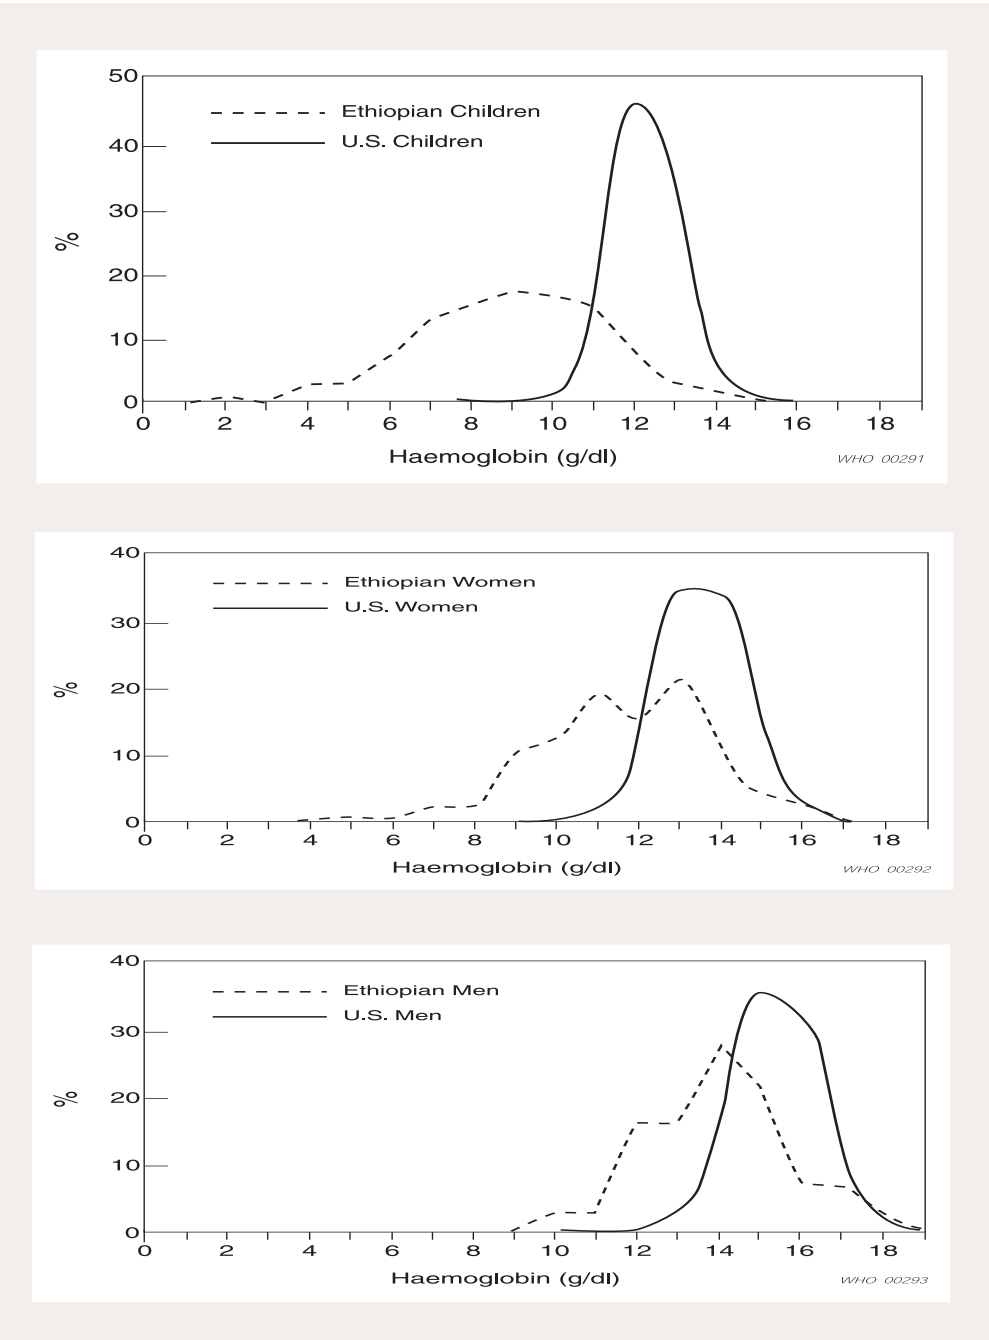 50
Ethiopian Children
U.S. Children
40
30
%
20
10
0
0 2 4 6 8 10 12 14 16 18
Haemoglobin (g/dl)
WHO 00291
40
Ethiopian Women
U.S. Women
30
%
20
10
0
0 2 4 6 8 10 12 14 16 18
Haemoglobin (g/dl)
WHO 00292
40
Ethiopian Men
U.S. Men
30
%
20
10
0
0 2 4 6 8 10 12 14 16 18
Haemoglobin (g/dl)
WHO 00293